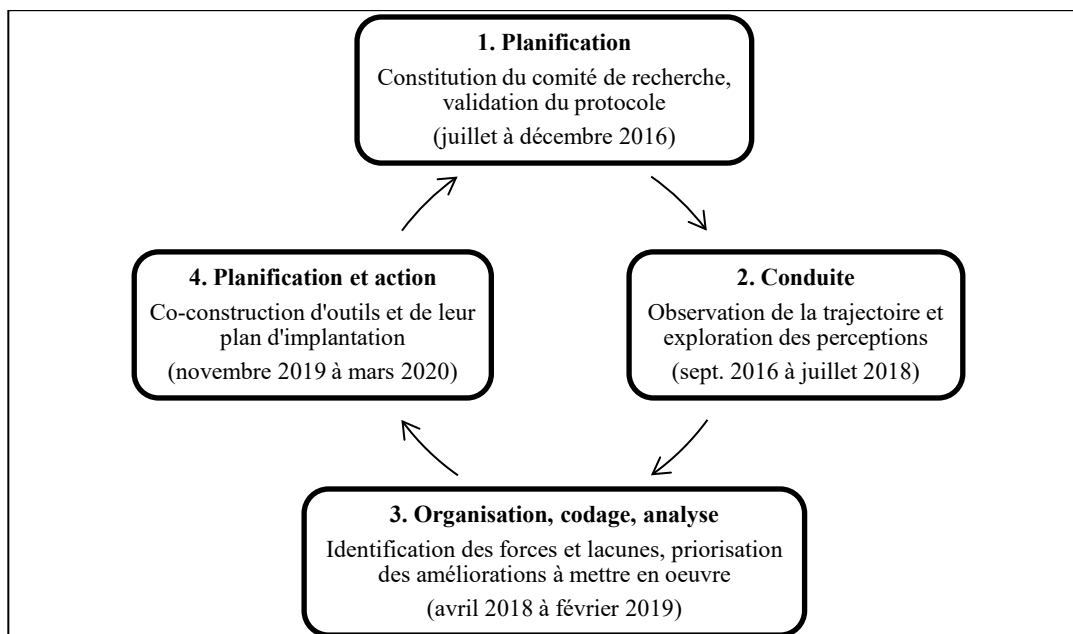 1. Planification
Constitution du comité de recherche,
validation du protocole
(juillet à décembre 2016)
2. Conduite
Observation de la trajectoire et
exploration des perceptions
(sept. 2016 à juillet 2018)
3. Organisation, codage, analyse
Identification des forces et lacunes, priorisation
des améliorations à mettre en oeuvre
(avril 2018 à février 2019)
4. Planification et action
Co-construction d'outils et de leur
plan d'implantation
(novembre 2019 à mars 2020)